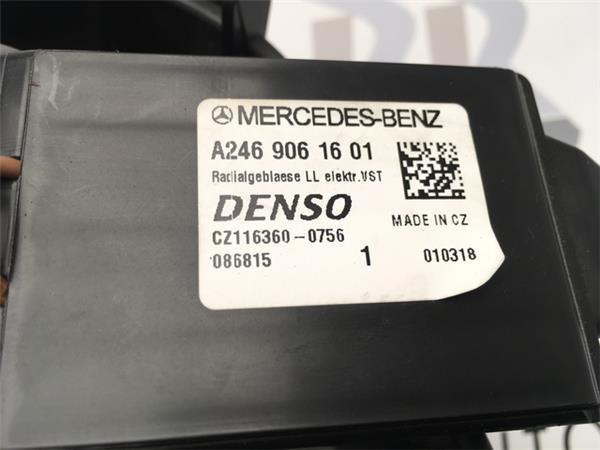 MERCEDES-BENZ
A246 906 16 01
Radialgeblaese LL elektr.VST
DENSO
MADE IN CZ
CZ116360-0756
086815 1 010318